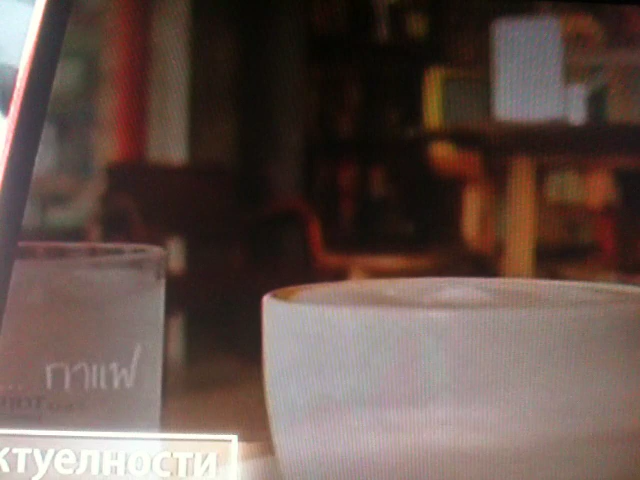 กาแฟ
ктуелности